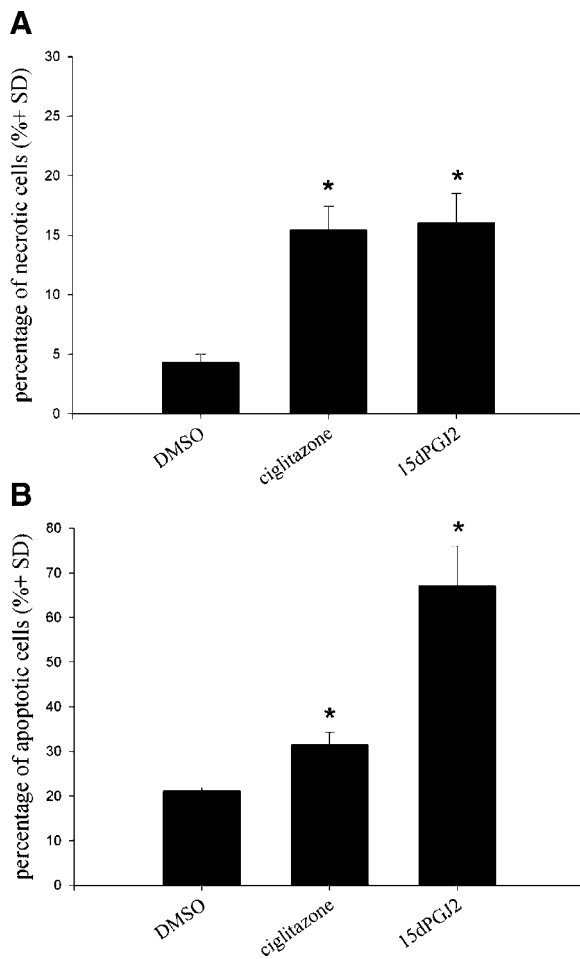 A
percentage of necrotic cells (%+ SD)
30
25
20
15
10
5
0
*
*
DMSO
ciglitazone
15dPGJ2
B
percentage of apoptotic cells (%+ SD)
80
70
60
50
40
30
20
10
0
*
*
DMSO
ciglitazone
15dPGJ2